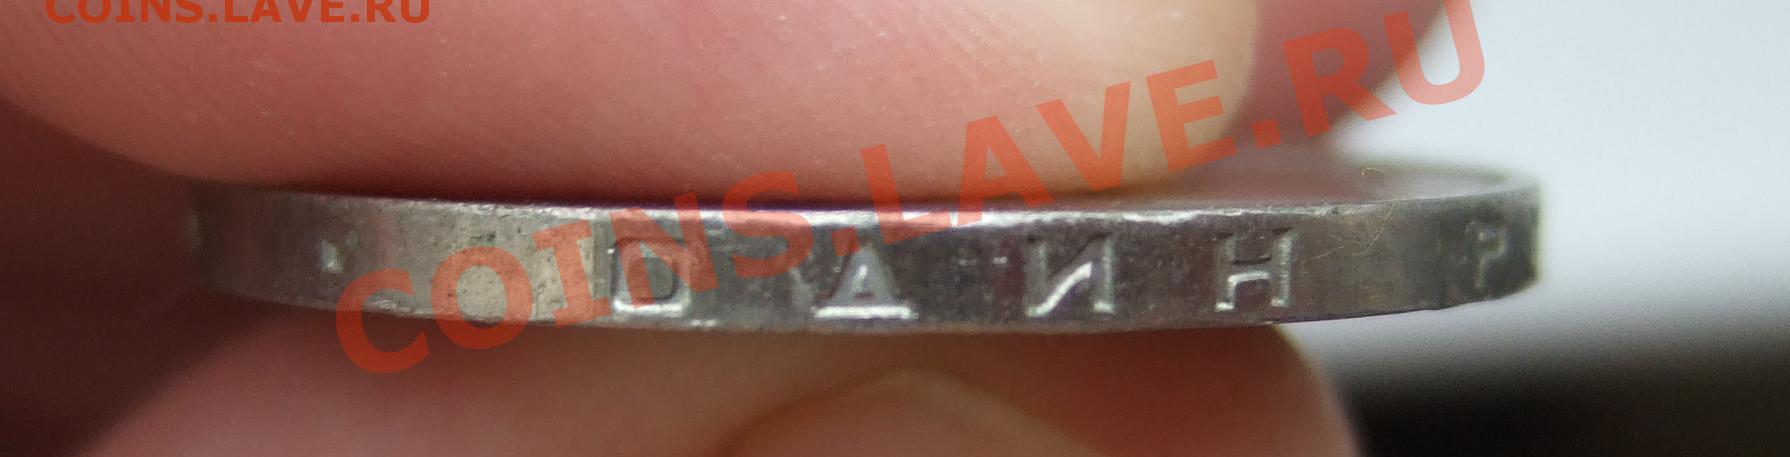 COINS.LAVE.RU
COINS.LAVE.RU
· ОДИН Р